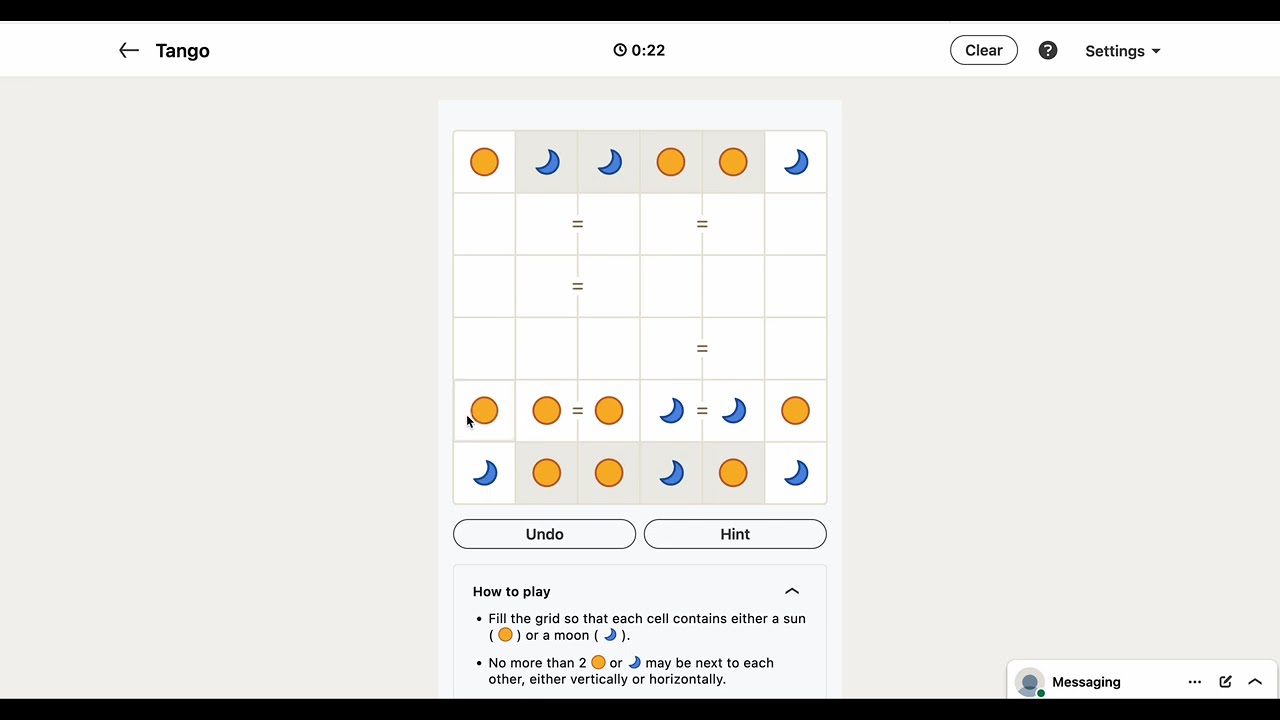 Tango
0:22
Clear
?
Settings
=
=
=
=
=
=
Undo
Hint
How to play
• Fill the grid so that each cell contains either a sun
( ) or a moon ( ).
• No more than 2 or may be next to each
other, either vertically or horizontally.
Messaging